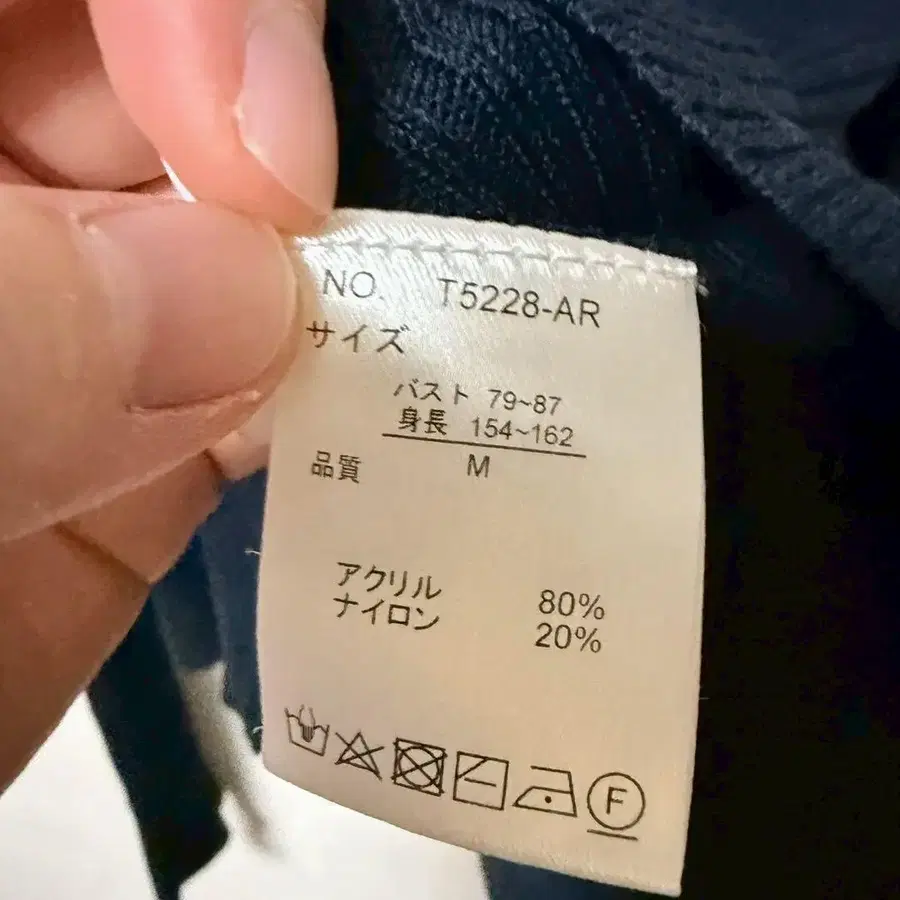 NO. T5228-AR
サイズ
バスト 79~87
身長 154~162
品質 M
アクリル 80%
ナイロン 20%
F